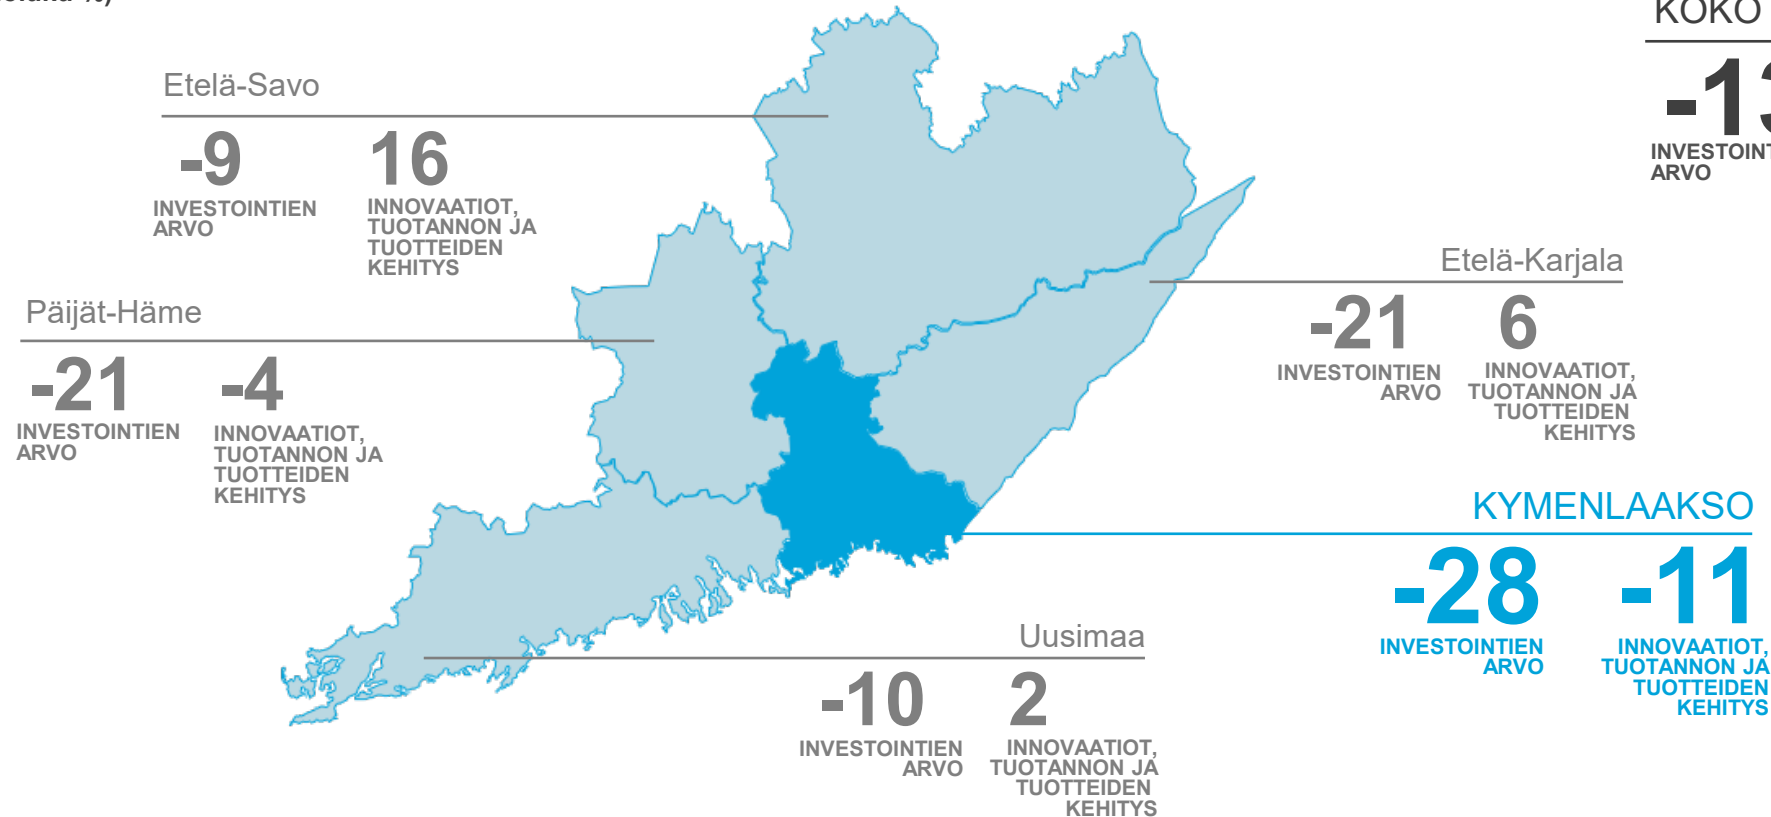 KOKO
-13
INVESTOINT
ARVO
Etelä-Savo
-9
INVESTOINTIEN
ARVO
16
INNOVAATIOT,
TUOTANNON JA
TUOTTEIDEN
KEHITYS
Etelä-Karjala
-21
INVESTOINTIEN
ARVO
6
INNOVAATIOT,
TUOTANNON JA
TUOTTEIDEN
KEHITYS
Päijät-Häme
-21
INVESTOINTIEN
ARVO
-4
INNOVAATIOT,
TUOTANNON JA
TUOTTEIDEN
KEHITYS
KYMENLAAKSO
-28
INVESTOINTIEN
ARVO
-11
INNOVAATIOT,
TUOTANNON JA
TUOTTEIDEN
KEHITYS
Uusimaa
-10
INVESTOINTIEN
ARVO
2
INNOVAATIOT,
TUOTANNON JA
TUOTTEIDEN
KEHITYS